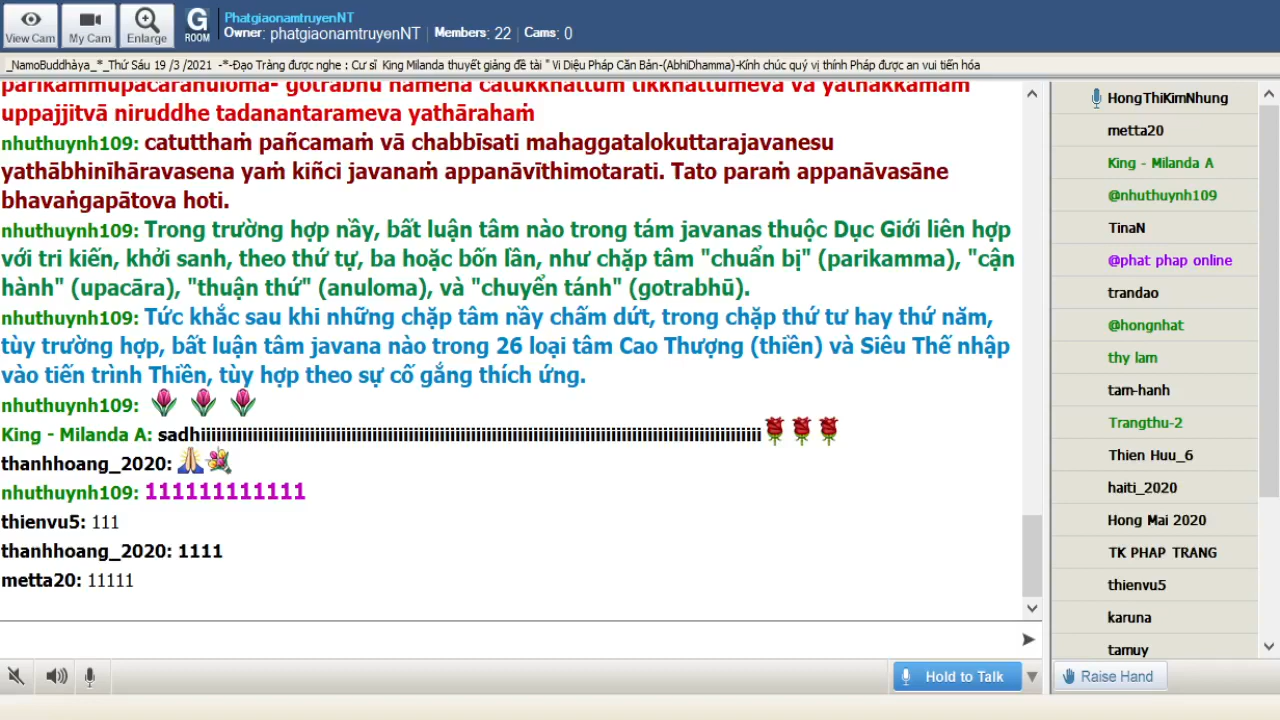 View Cam
My Cam
Enlarge
G
ROOM
PhatgiaonamtruyenNT
Owner: phatgiaonamtruyenNT | Members: 22 | Cams: 0
_NamoBuddhàya_*_Thứ Sáu 19 /3 /2021 -*-Đạo Tràng được nghe : Cư sĩ King Milanda thuyết giảng đề tài " Vi Diệu Pháp Căn Bản-(AbhiDhamma)-Kính chúc quý vị thính Pháp được an vui tiến hóa
parikammupacārānuloma- gotrabhū nāmena catukkhattum tikkhattumeva vā yathākkamam
uppajjitvā niruddhe tadanantarameva yathārahaṁ
nhuthuynh109: catutthaṁ pañcamaṁ vā chabbīsati mahaggatalokuttarajavanesu
yathābhinīhāravasena yaṁ kiñci javanaṁ appanāvīthimotarati. Tato paraṁ appanāvasāne
bhavaṅgapātova hoti.
nhuthuynh109: Trong trường hợp nầy, bất luận tâm nào trong tám javanas thuộc Dục Giới liên hợp
với tri kiến, khởi sanh, theo thứ tự, ba hoặc bốn lần, như chặp tâm "chuẩn bị" (parikamma), "cận
hành" (upacāra), "thuận thứ" (anuloma), và "chuyển tánh" (gotrabhū).
nhuthuynh109: Tức khắc sau khi những chặp tâm nầy chấm dứt, trong chặp thứ tư hay thứ năm,
tùy trường hợp, bất luận tâm javana nào trong 26 loại tâm Cao Thượng (thiền) và Siêu Thế nhập
vào tiến trình Thiền, tùy hợp theo sự cố gắng thích ứng.
nhuthuynh109:
King - Milanda A: sadhiiiiiiiiiiiiiiiiiiiiiiiiiiiiiiiiiiiiiiiiiiiiiiiiiiiiiiiiiiiiiiiiiiiiiiiiiiiiiiiiiiiiiiiiiiiiiiiiiiiiiiiiiiiiii
thanhhoang_2020:
nhuthuynh109: 111111111111
thienvu5: 111
thanhhoang_2020: 1111
metta20: 11111
Hold to Talk
HongThiKimNhung
metta20
King - Milanda A
@nhuthuynh109
TinaN
@phat phap online
trandao
@hongnhat
thy lam
tam-hanh
Trangthu-2
Thien Huu_6
haiti_2020
Hong Mai 2020
TK PHAP TRANG
thienvu5
karuna
tamuy
Raise Hand